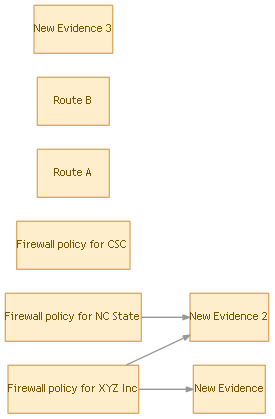 New Evidence 3
Route B
Route A
Firewall policy for CSC
Firewall policy for NC State
New Evidence 2
Firewall policy for XYZ Inc
New Evidence